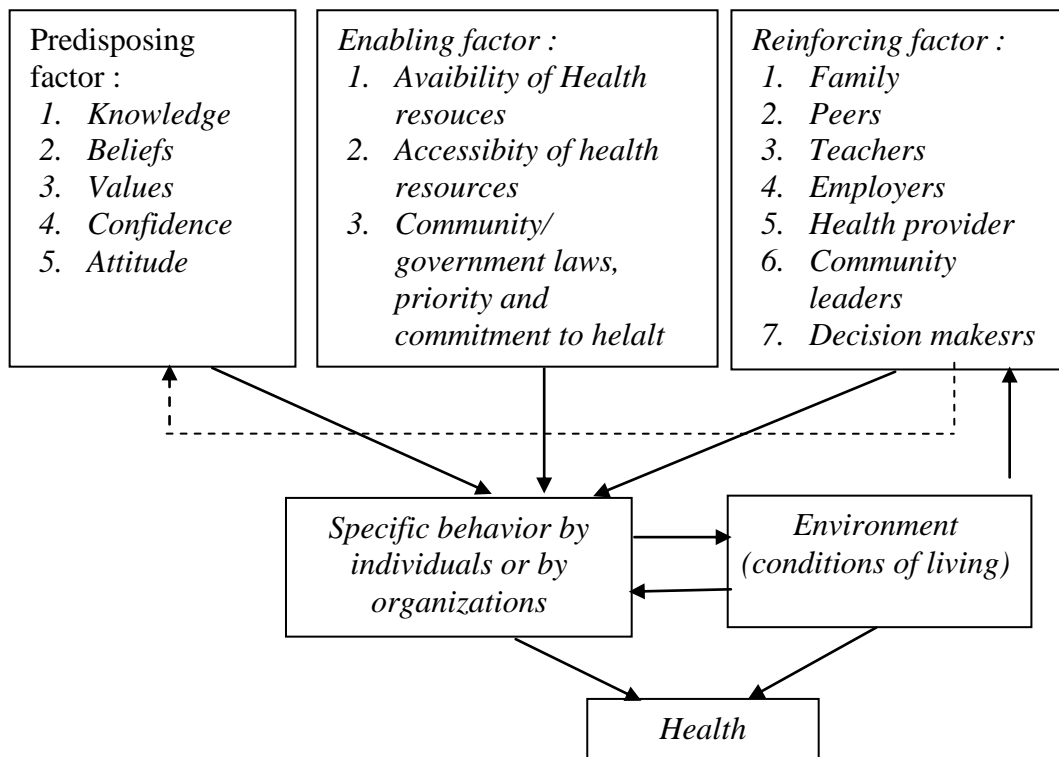 Predisposing
factor :
1. Knowledge
2. Beliefs
3. Values
4. Confidence
5. Attitude
Enabling factor :
1. Avaibility of Health
resouces
2. Accessibity of health
resources
3. Community/
government laws,
priority and
commitment to helalt
Reinforcing factor :
1. Family
2. Peers
3. Teachers
4. Employers
5. Health provider
6. Community
leaders
7. Decision makesrs
Specific behavior by
individuals or by
organizations
Environment
(conditions of living)
Health